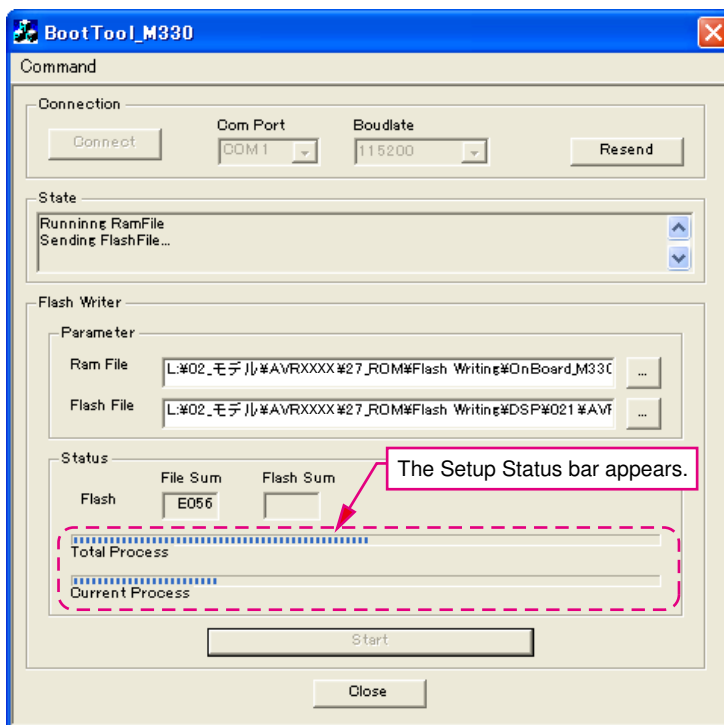 BootTool_M330
Command
Connection
Connect
Com Port
COM1
Boudlate
115200
Resend
State
Runninng RamFile
Sending FlashFile...
Flash Writer
Parameter
Ram File
L:¥02_モデル¥AVRXXXX¥27_ROM¥Flash Writing¥OnBoard_M330
...
Flash File
L:¥02_モデル¥AVRXXXX¥27_ROM¥Flash Writing¥DSP¥021¥AVR
...
Status
The Setup Status bar appears.
File Sum
Flash Sum
Flash
E056
Total Process
Current Process
Start
Close